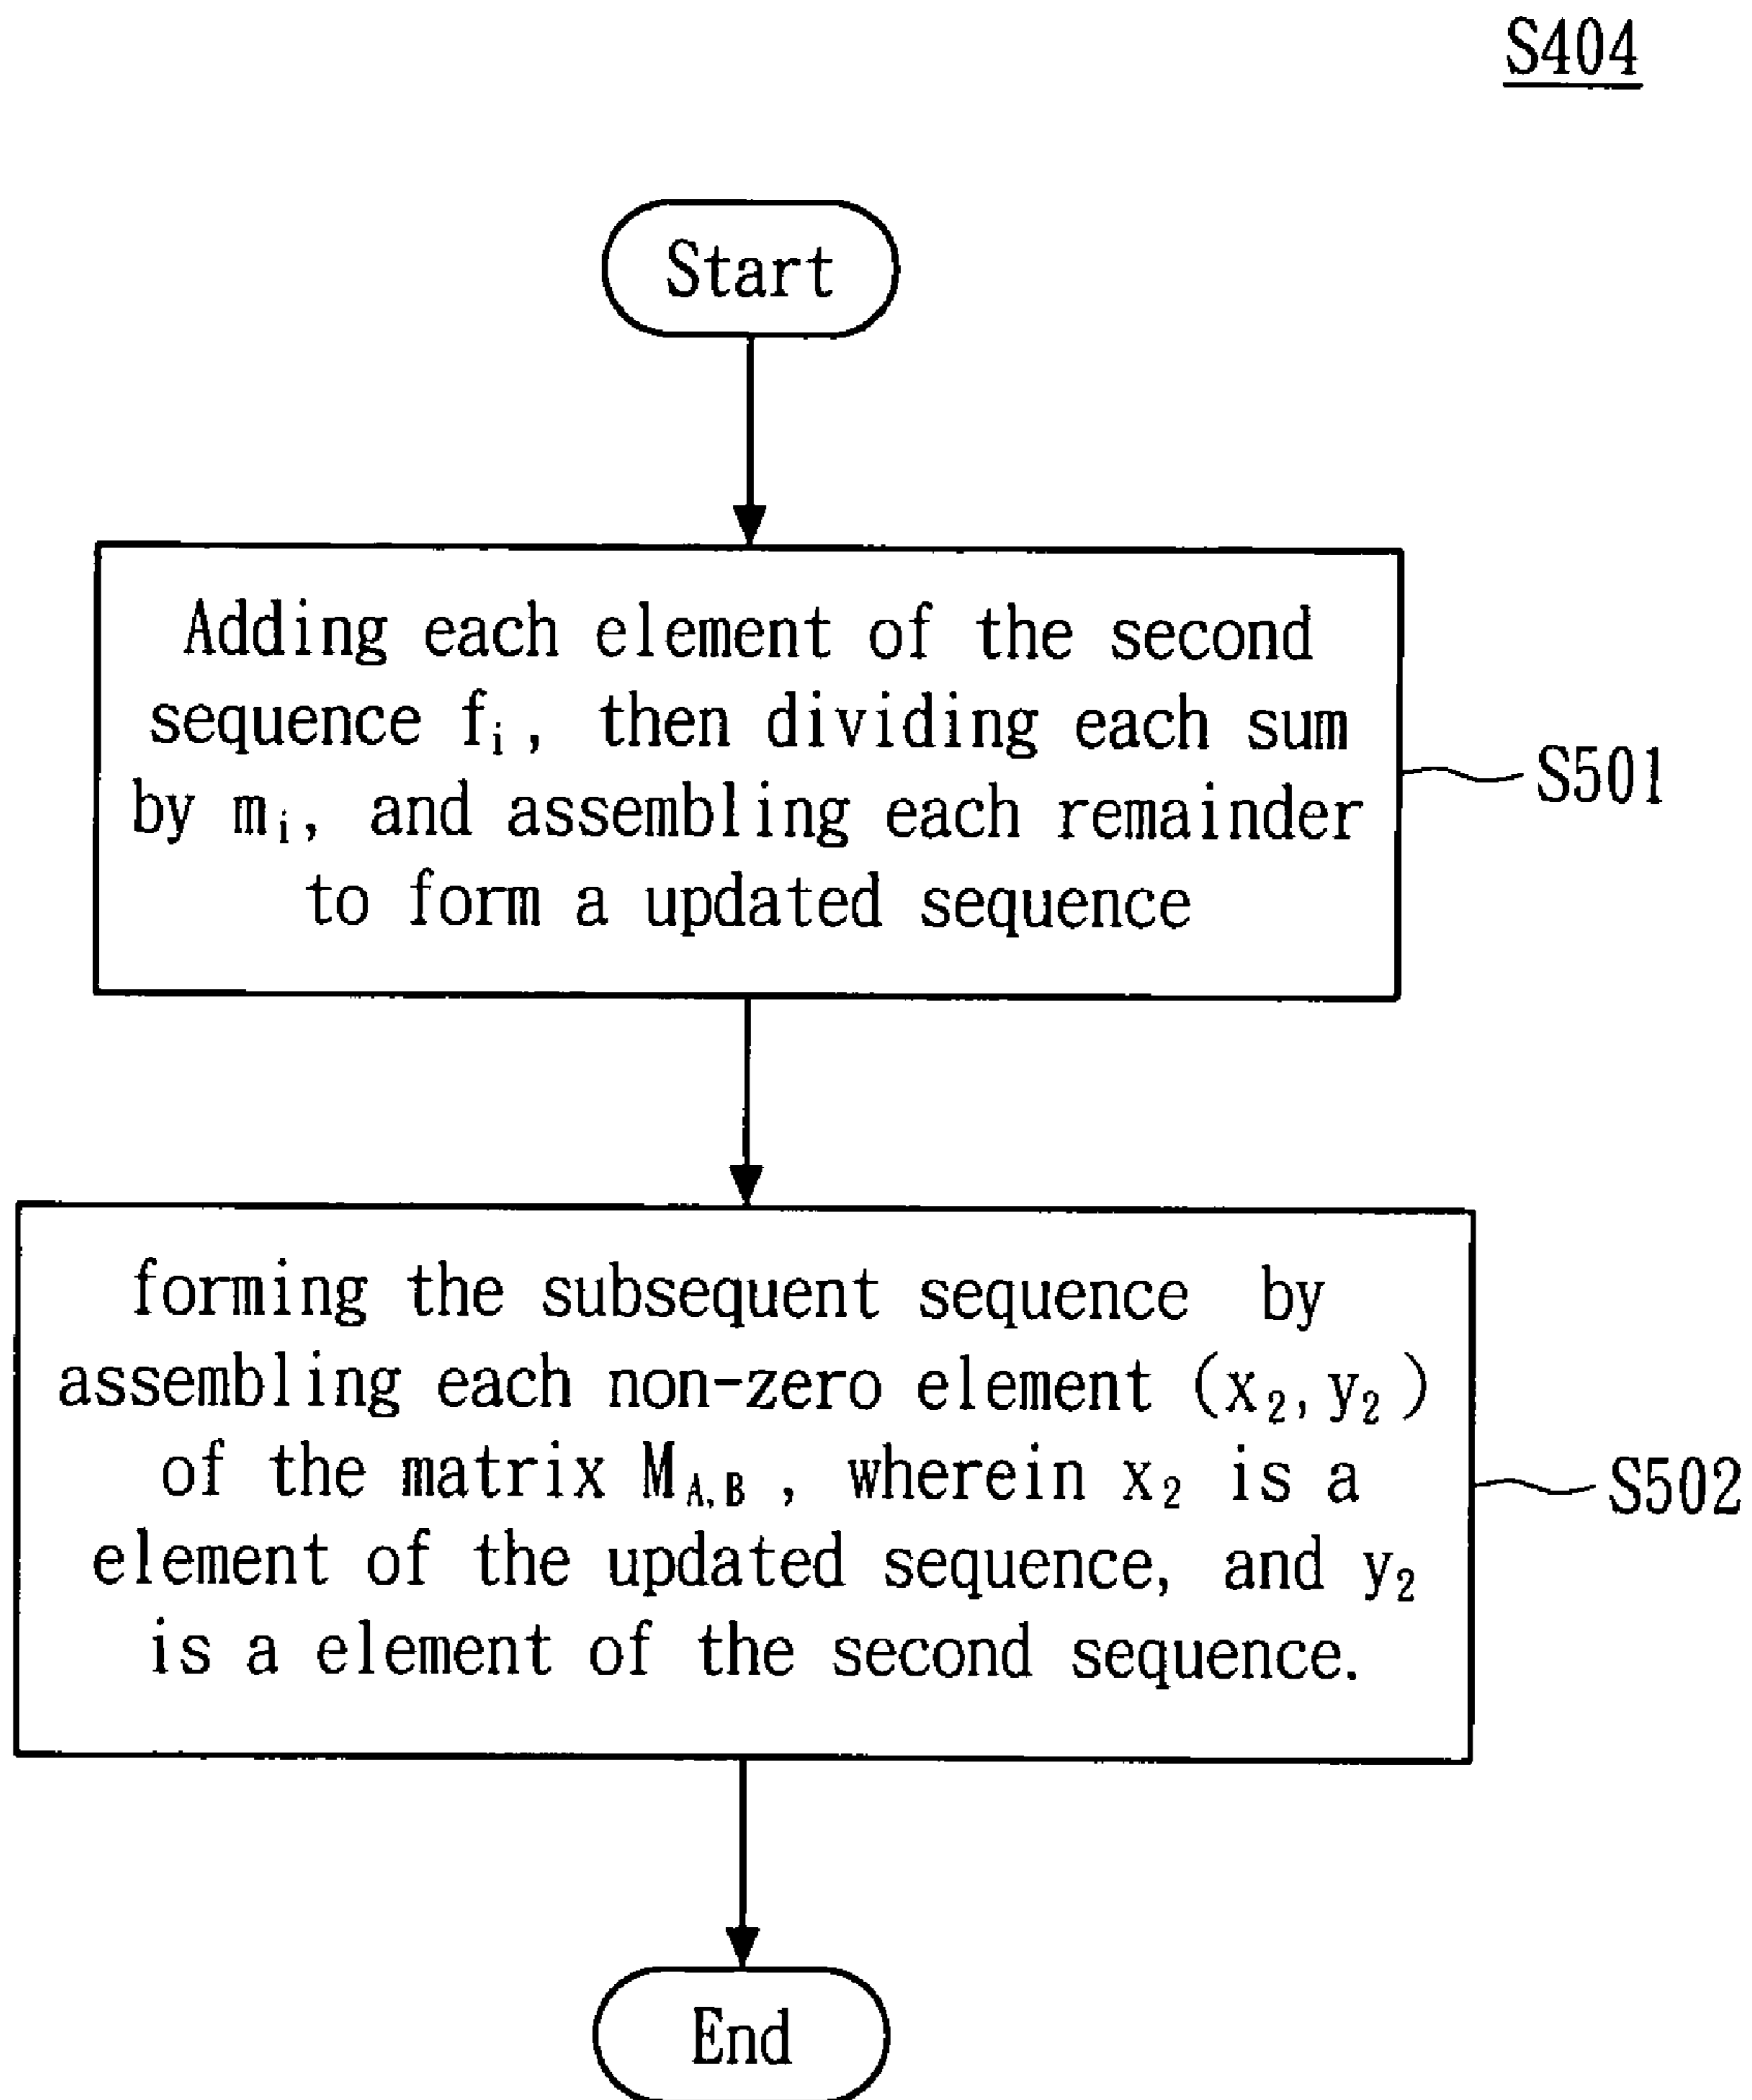 S404
Start
Adding each element of the second
sequence fᵢ, then dividing each sum
by mᵢ, and assembling each remainder
to form a updated sequence
S501
forming the subsequent sequence by
assembling each non-zero element (x₂, y₂)
of the matrix M_A,B, wherein x₂ is a
element of the updated sequence, and y₂
is a element of the second sequence.
S502
End